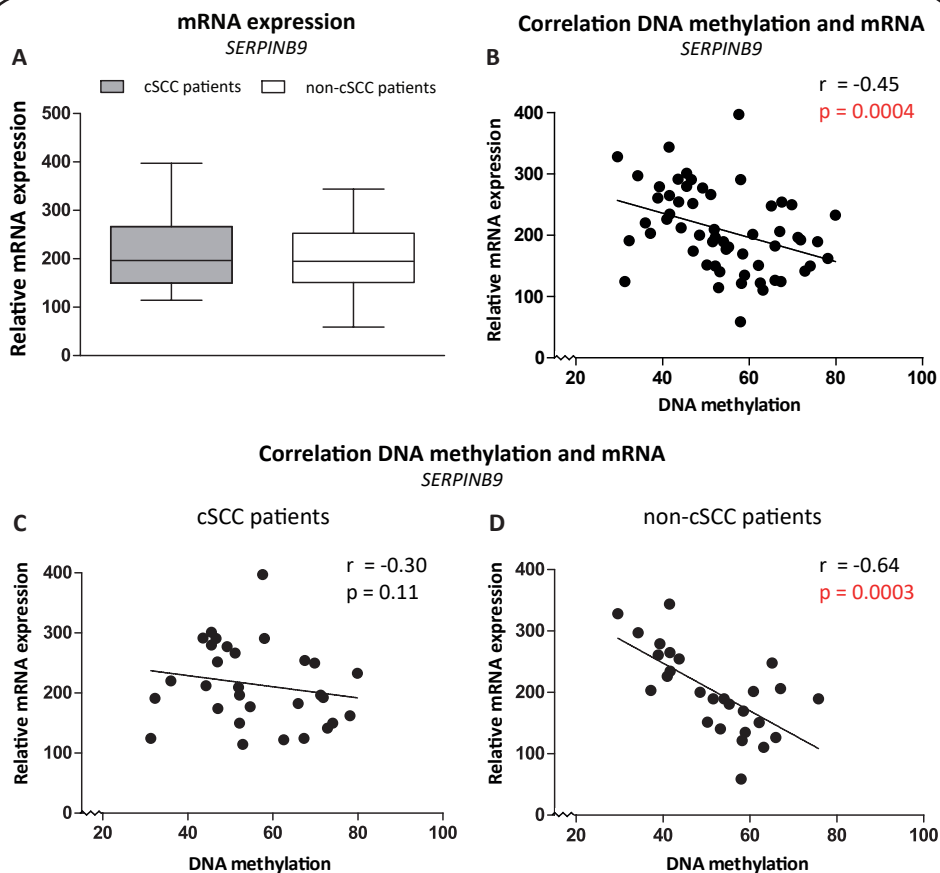 mRNA expression
SERPINB9
A
cSCC patients
non-cSCC patients
Relative mRNA expression
500
400
300
200
100
0
Correlation DNA methylation and mRNA
SERPINB9
B
r = -0.45
p = 0.0004
Relative mRNA expression
400
300
200
100
0
20 40 60 80 100
DNA methylation
Correlation DNA methylation and mRNA
SERPINB9
C
cSCC patients
r = -0.30
p = 0.11
Relative mRNA expression
400
300
200
100
0
20 40 60 80 100
DNA methylation
D
non-cSCC patients
r = -0.64
p = 0.0003
Relative mRNA expression
400
300
200
100
0
20 40 60 80 100
DNA methylation